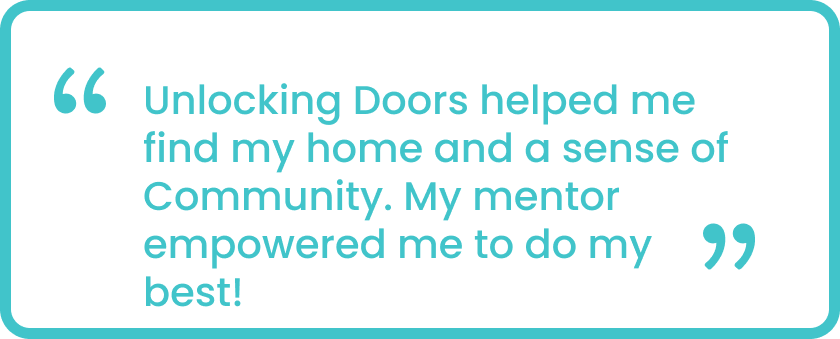 “ Unlocking Doors helped me
find my home and a sense of
Community. My mentor
empowered me to do my ”
best!